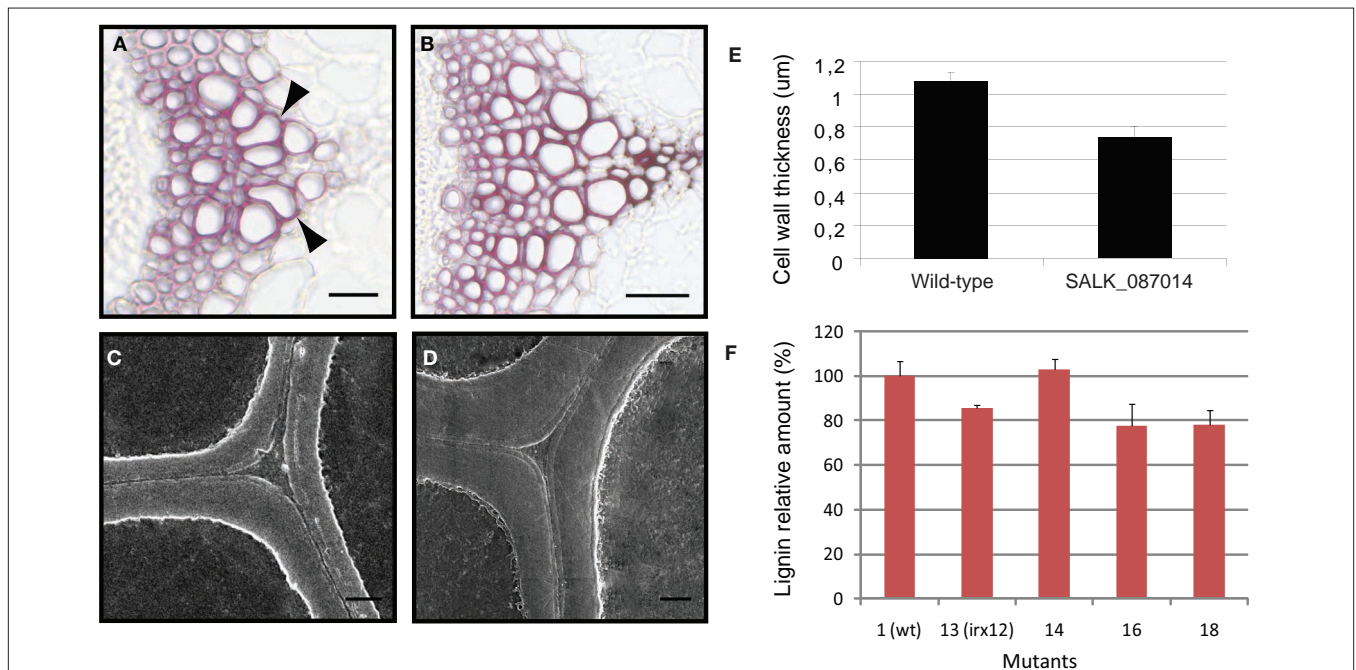 A
B
C
D
E
Cell wall thickness (um)
1,2
1
0,8
0,6
0,4
0,2
0
Wild-type
SALK_087014
F
Lignin relative amount (%)
120
100
80
60
40
20
0
1 (wt)
13 (irx12)
14
16
18
Mutants